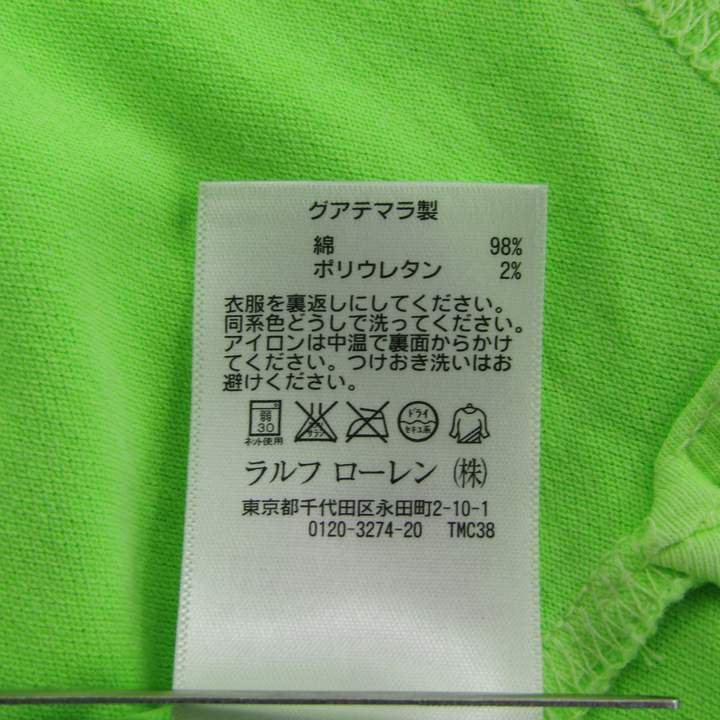 グアテマラ製
綿 98%
ポリウレタン 2%
衣服を裏返しにしてください。
同系色どうしで洗ってください。
アイロンは中温で裏面からかけ
てください。つけおき洗いはお
避けください。
弱
30
ネット使用
エンソ
サラシ
ドライ
セキユ系
ラルフ ローレン（株）
東京都千代田区永田町2-10-1
0120-3274-20 TMC38